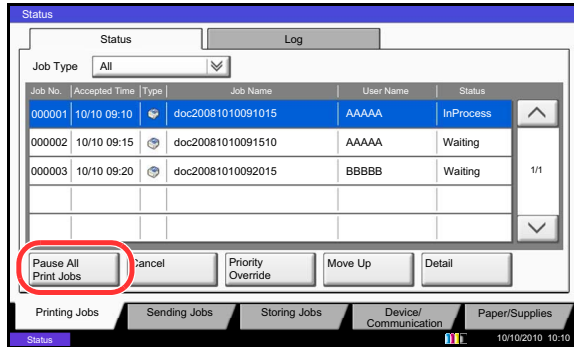 Status
Status Log
Job Type All
Job No. Accepted Time Type Job Name User Name Status
000001 10/10 09:10 doc20081010091015 AAAAA InProcess
000002 10/10 09:15 doc20081010091510 AAAAA Waiting
000003 10/10 09:20 doc20081010092015 BBBBB Waiting
1/1
Pause All
Print Jobs
Cancel
Priority
Override
Move Up
Detail
Printing Jobs
Sending Jobs
Storing Jobs
Device/
Communication
Paper/Supplies
Status 10/10/2010 10:10